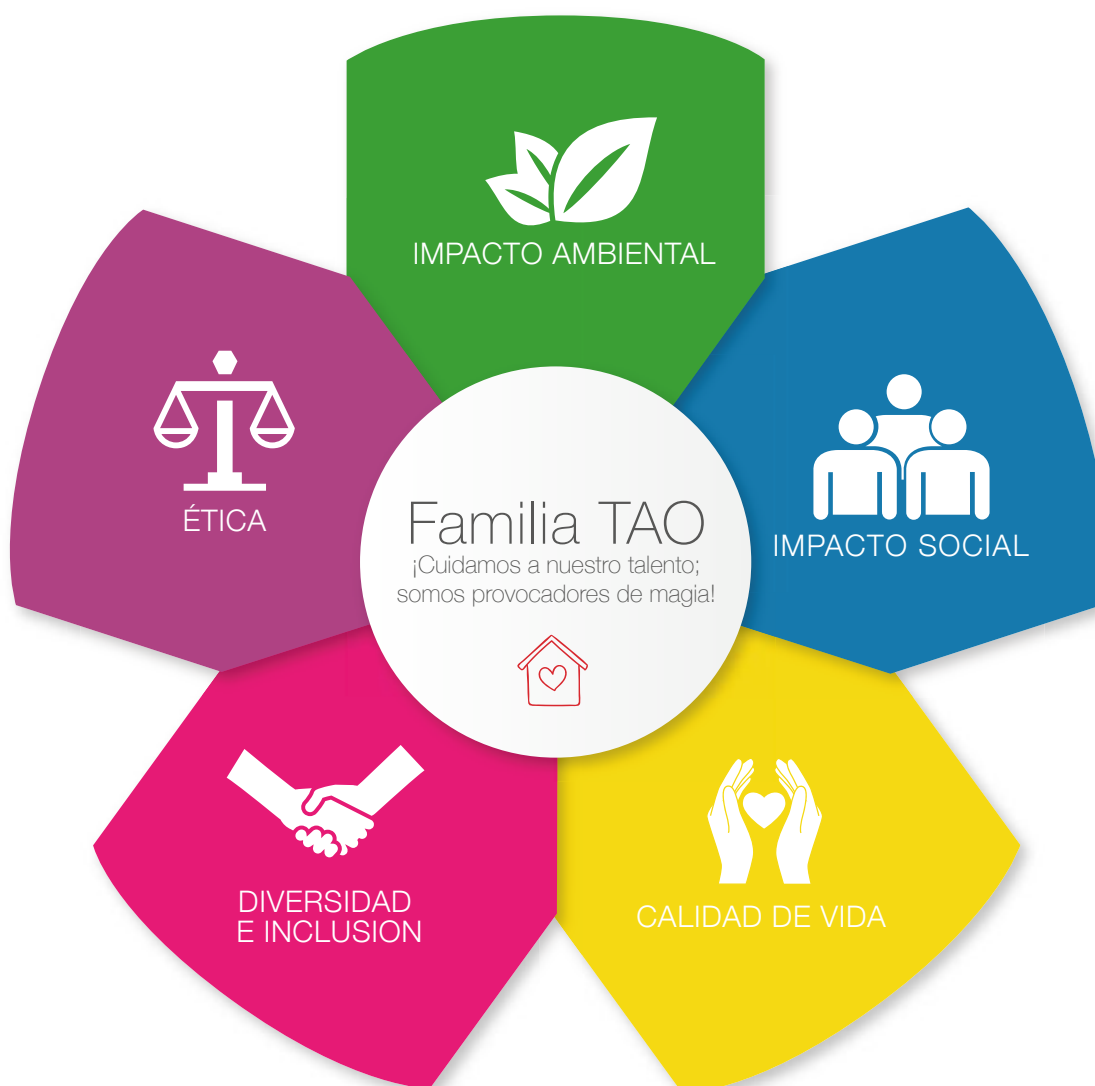 IMPACTO AMBIENTAL
ÉTICA
IMPACTO SOCIAL
Familia TAO
¡Cuidamos a nuestro talento;
somos provocadores de magia!
DIVERSIDAD
E INCLUSION
CALIDAD DE VIDA